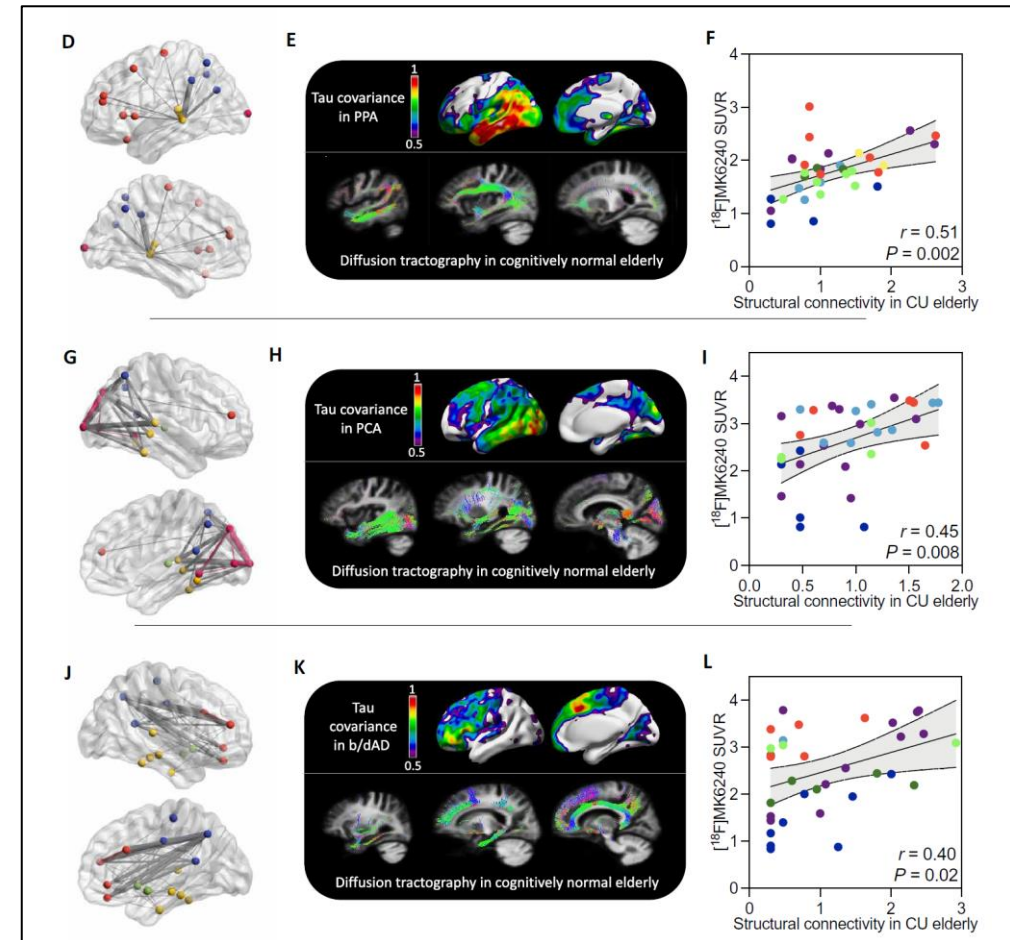 D
E
F
Tau covariance
in PPA
1
0.5
Diffusion tractography in cognitively normal elderly
[¹⁸F]MK6240 SUVR
4
3
2
1
0
r = 0.51
P = 0.002
0 1 2 3
Structural connectivity in CU elderly
G
H
I
Tau covariance
in PCA
1
0.5
Diffusion tractography in cognitively normal elderly
[¹⁸F]MK6240 SUVR
4
3
2
1
0
r = 0.45
P = 0.008
0.0 0.5 1.0 1.5 2.0
Structural connectivity in CU elderly
J
K
L
Tau
covariance
in b/dAD
1
0.5
Diffusion tractography in cognitively normal elderly
[¹⁸F]MK6240 SUVR
4
3
2
1
0
r = 0.40
P = 0.02
0 1 2 3
Structural connectivity in CU elderly